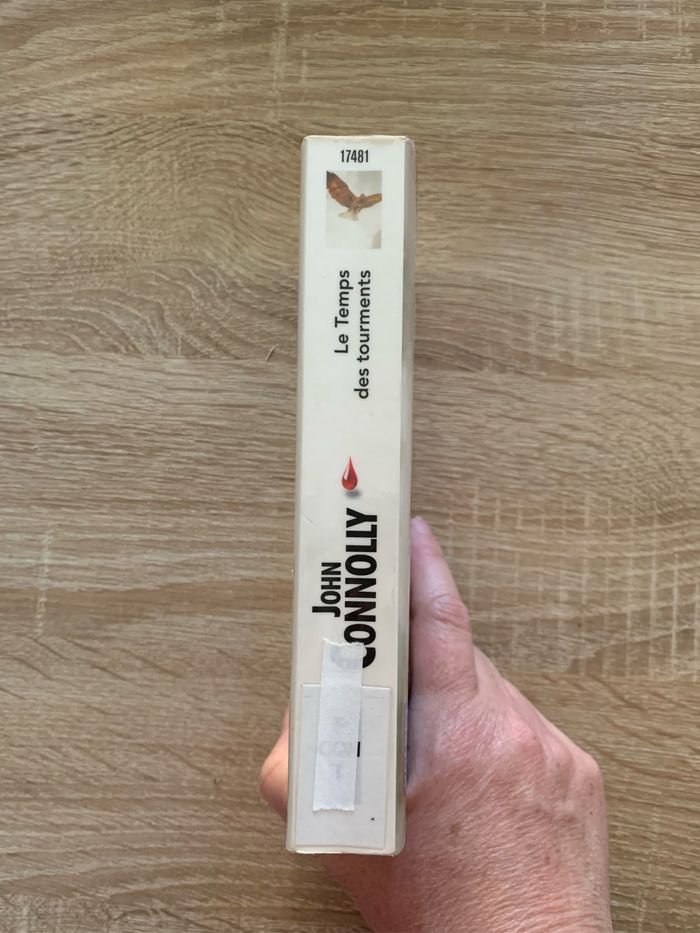 17481
Le Temps
des tourments
JOHN
CONNOLLY